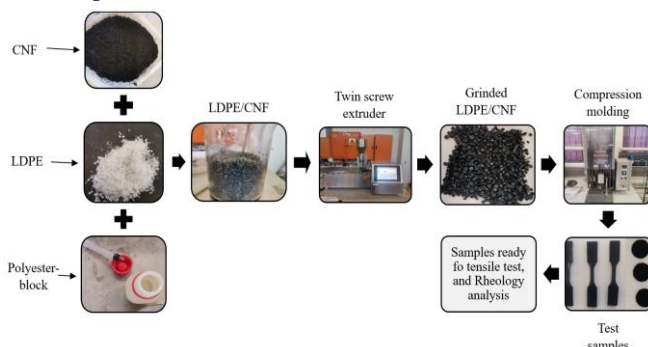 CNF
LDPE
Polyester-
block
LDPE/CNF
Twin screw
extruder
Grinded
LDPE/CNF
Compression
molding
Samples ready
fo tensile test,
and Rheology
analysis
Test
samples